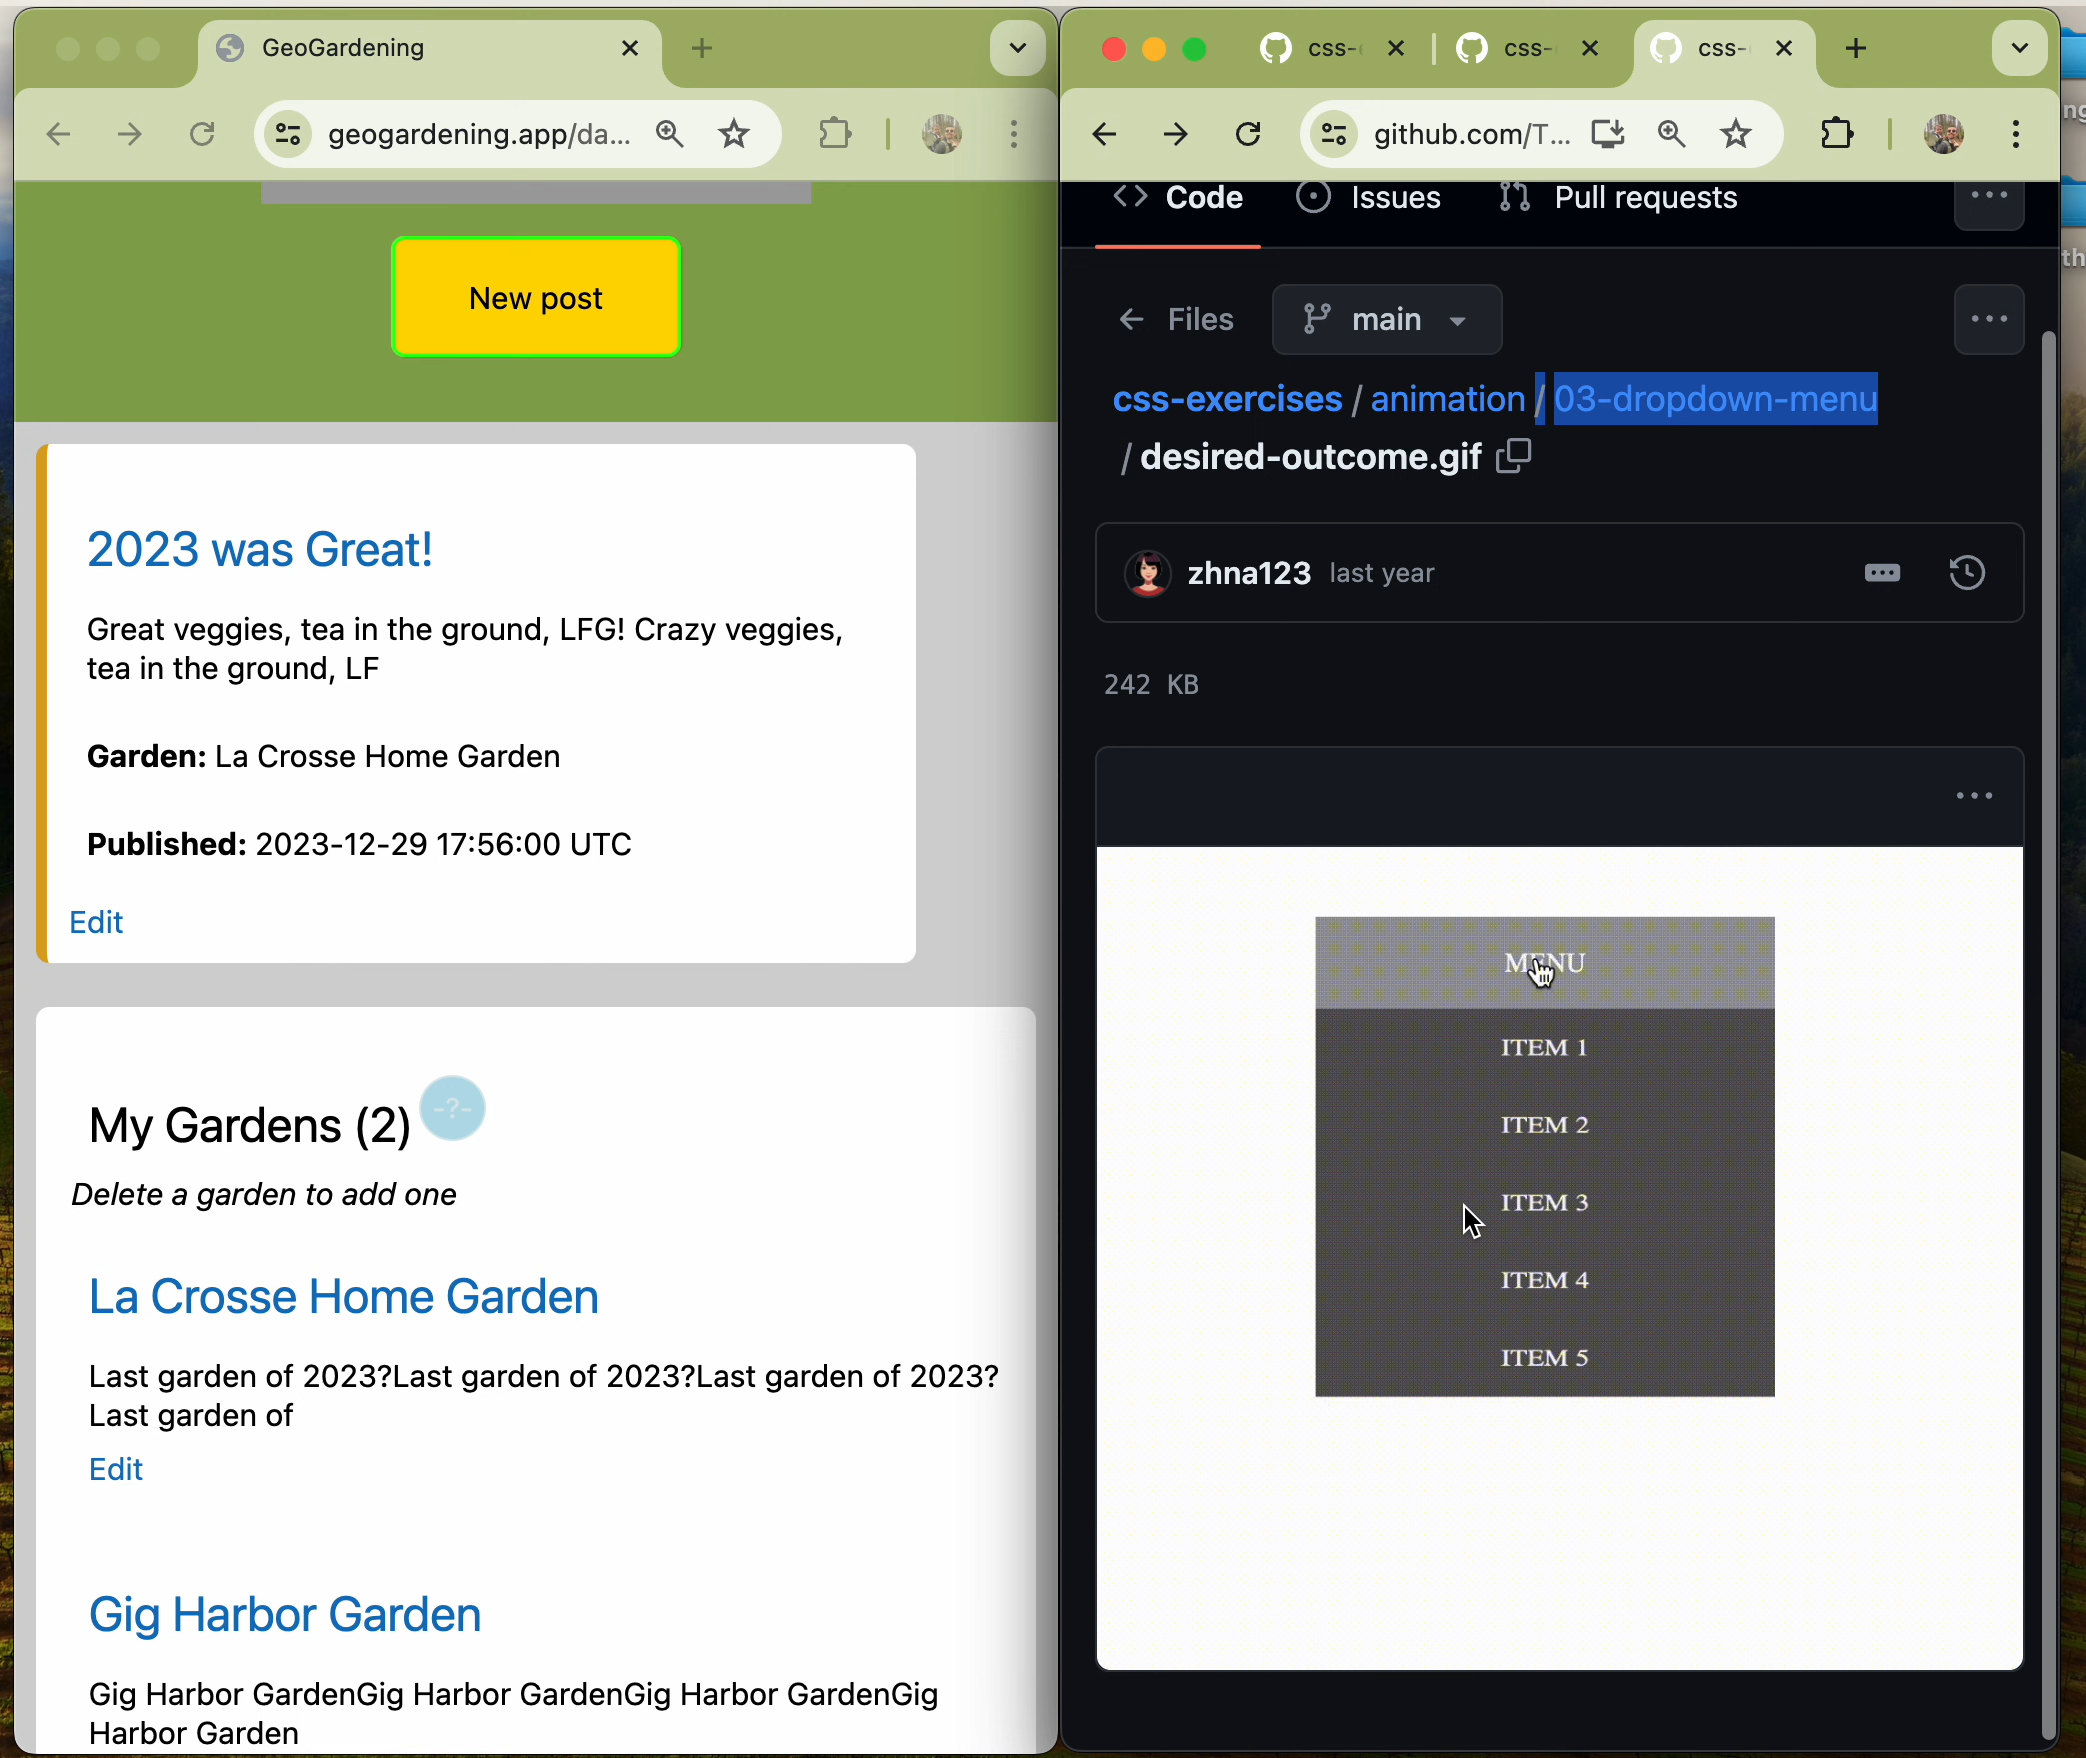 GeoGardening
geogardening.app/da...
New post
2023 was Great!
Great veggies, tea in the ground, LFG! Crazy veggies,
tea in the ground, LF
Garden: La Crosse Home Garden
Published: 2023-12-29 17:56:00 UTC
Edit
My Gardens (2)
-?-
Delete a garden to add one
La Crosse Home Garden
Last garden of 2023?Last garden of 2023?Last garden of 2023?
Last garden of
Edit
Gig Harbor Garden
Gig Harbor GardenGig Harbor GardenGig Harbor GardenGig
Harbor Garden
css-
css-
css-
github.com/T...
Code
Issues
Pull requests
Files
main
css-exercises / animation / 03-dropdown-menu
/ desired-outcome.gif
zhna123 last year
242 KB
MENU
ITEM 1
ITEM 2
ITEM 3
ITEM 4
ITEM 5